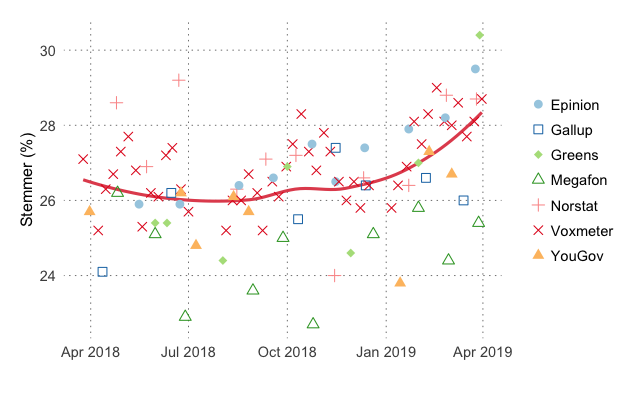 30
28
26
24
Stemmer (%)
Apr 2018
Jul 2018
Oct 2018
Jan 2019
Apr 2019
Epinion
Gallup
Greens
Megafon
Norstat
Voxmeter
YouGov